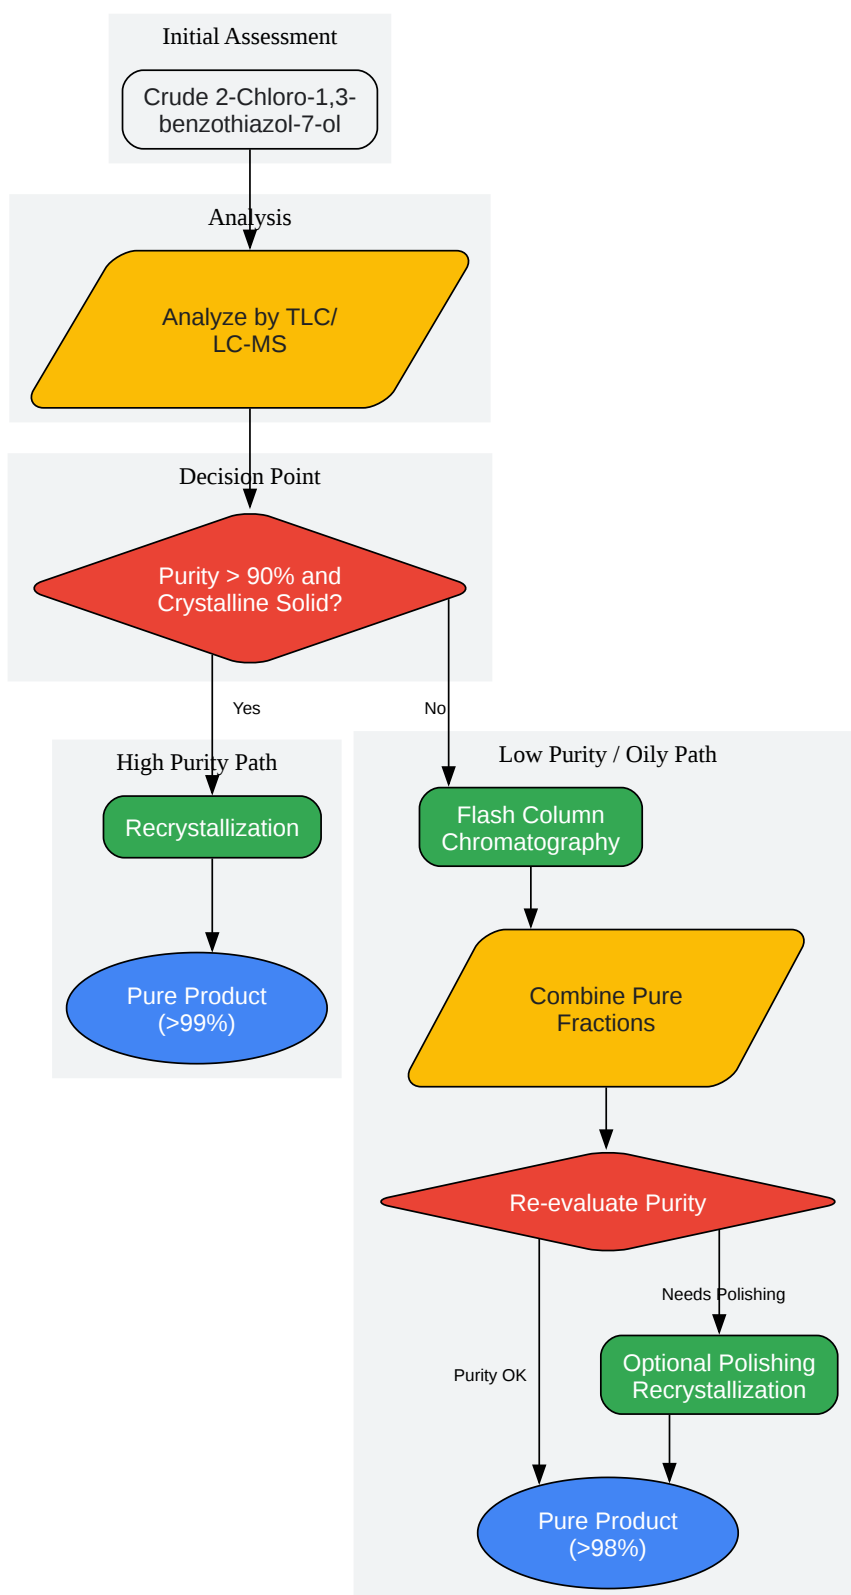 Initial Assessment
Crude 2-Chloro-1,3-
benzothiazol-7-ol
Analysis
Analyze by TLC/
LC-MS
Decision Point
Purity > 90% and
Crystalline Solid?
Yes
No
High Purity Path
Recrystallization
Pure Product
(>99%)
Low Purity / Oily Path
Flash Column
Chromatography
Combine Pure
Fractions
Re-evaluate Purity
Needs Polishing
Purity OK
Optional Polishing
Recrystallization
Pure Product
(>98%)